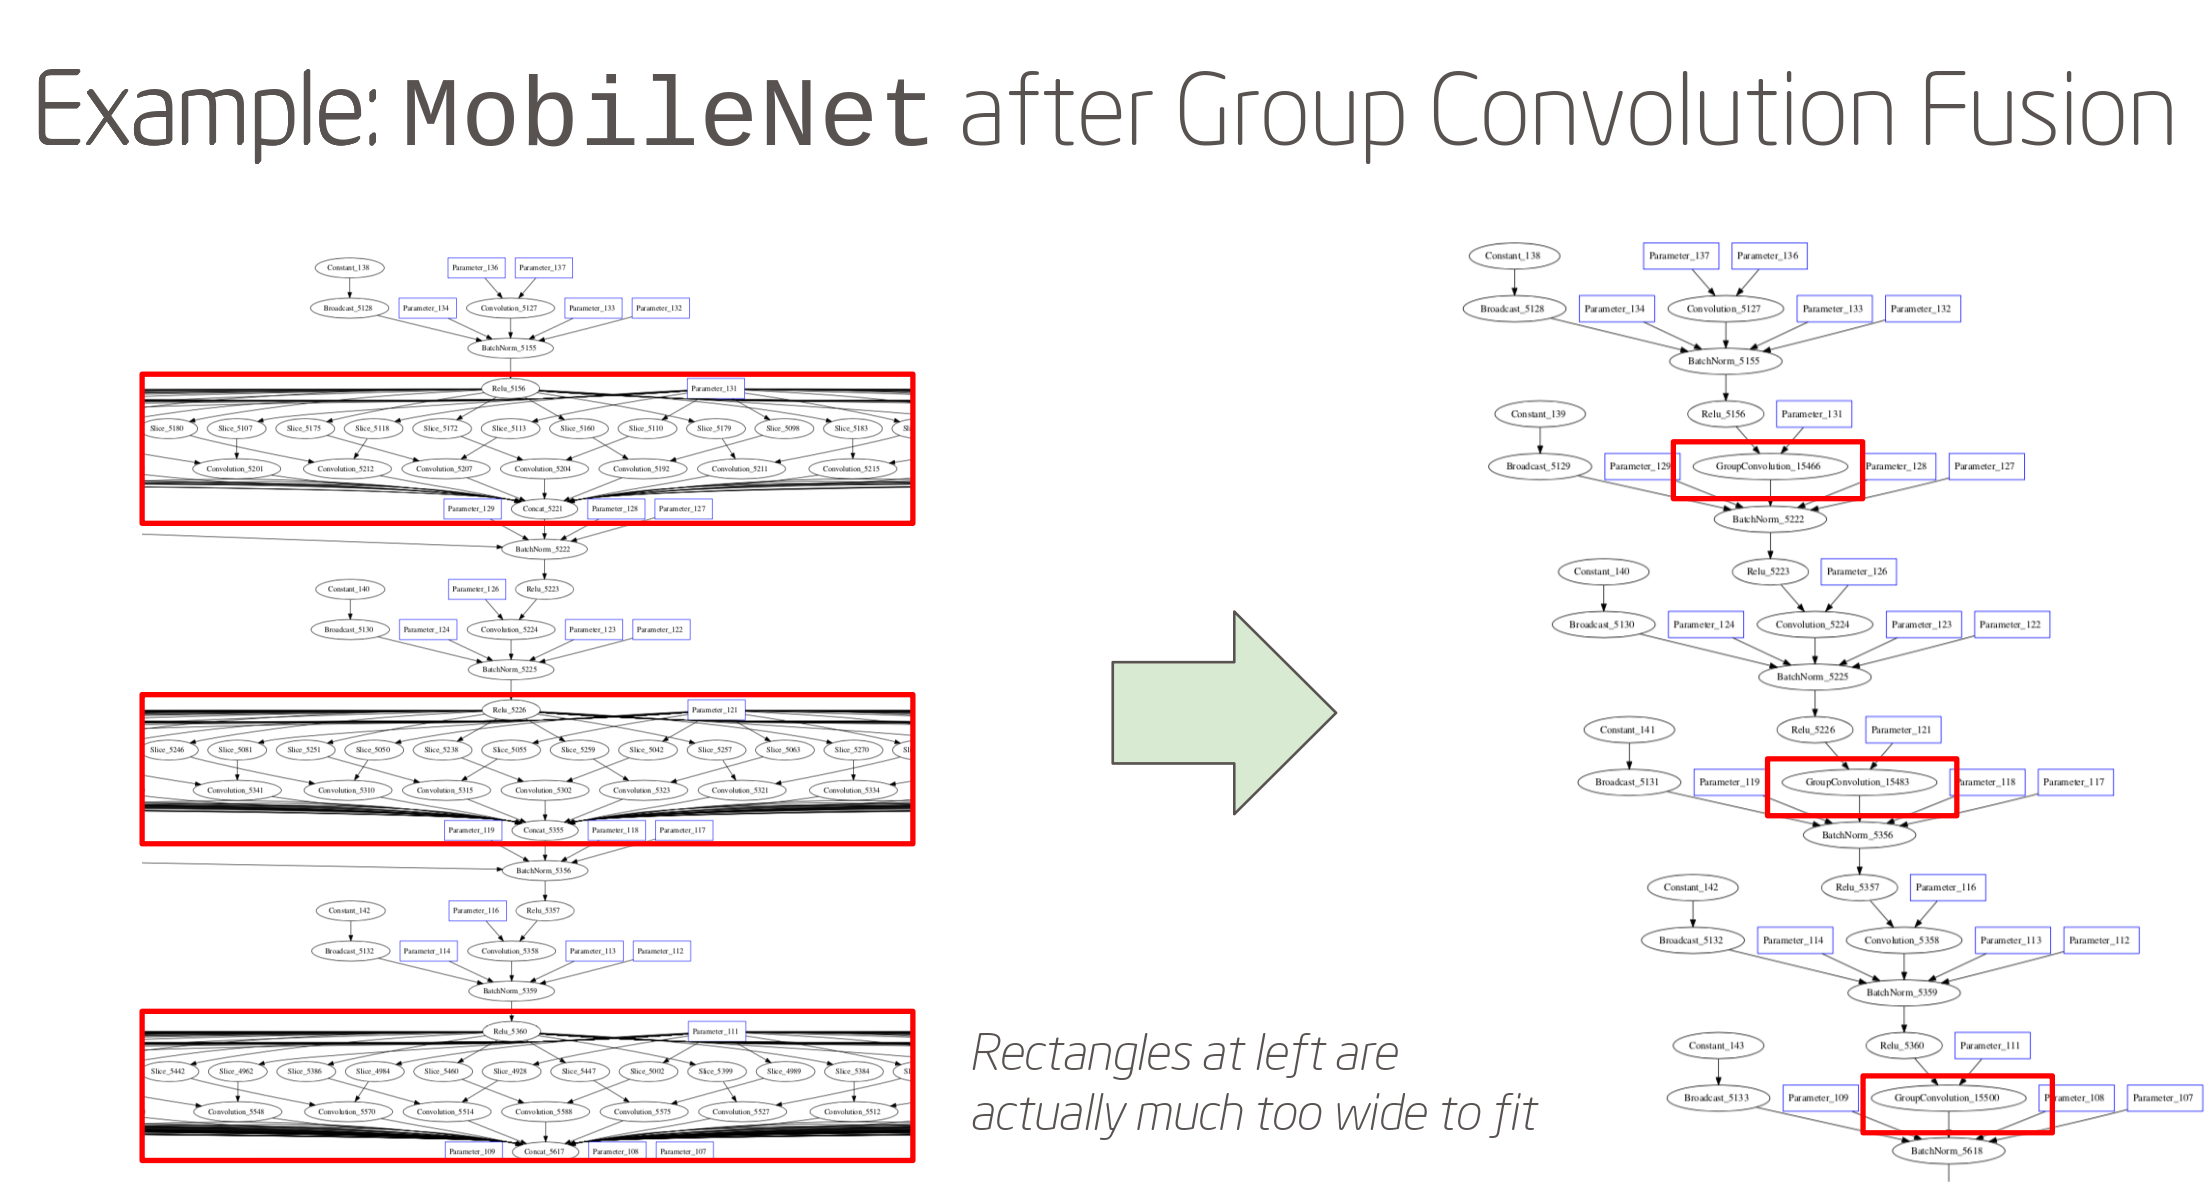 Example: MobileNet after Group Convolution Fusion
Constant_138 Parameter_136 Parameter_137
Broadcast_5128 Parameter_134 Convolution_5127 Parameter_133 Parameter_132
BatchNorm_5155
Relu_5156 Parameter_131
Slice_5180 Slice_5107 Slice_5175 Slice_5118 Slice_5172 Slice_5113 Slice_5160 Slice_5110 Slice_5179 Slice_5098 Slice_5183
Convolution_5201 Convolution_5212 Convolution_5207 Convolution_5204 Convolution_5192 Convolution_5211 Convolution_5215
Parameter_129 Concat_5221 Parameter_128 Parameter_127
BatchNorm_5222
Constant_140 Parameter_126 Relu_5223
Broadcast_5130 Parameter_124 Convolution_5224 Parameter_123 Parameter_122
BatchNorm_5225
Relu_5226 Parameter_121
Slice_5246 Slice_5081 Slice_5251 Slice_5050 Slice_5238 Slice_5055 Slice_5259 Slice_5042 Slice_5257 Slice_5063 Slice_5270
Convolution_5341 Convolution_5310 Convolution_5315 Convolution_5302 Convolution_5323 Convolution_5321 Convolution_5334
Parameter_119 Concat_5355 Parameter_118 Parameter_117
BatchNorm_5356
Constant_142 Parameter_116 Relu_5357
Broadcast_5132 Parameter_114 Convolution_5358 Parameter_113 Parameter_112
BatchNorm_5359
Relu_5360 Parameter_111
Slice_5442 Slice_4962 Slice_5386 Slice_4984 Slice_5460 Slice_4928 Slice_5447 Slice_5002 Slice_5399 Slice_4989 Slice_5384
Convolution_5548 Convolution_5570 Convolution_5514 Convolution_5588 Convolution_5575 Convolution_5527 Convolution_5512
Parameter_109 Concat_5617 Parameter_108 Parameter_107
Rectangles at left are
actually much too wide to fit
Constant_138 Parameter_137 Parameter_136
Broadcast_5128 Parameter_134 Convolution_5127 Parameter_133 Parameter_132
BatchNorm_5155
Constant_139 Relu_5156 Parameter_131
Broadcast_5129 Parameter_129 GroupConvolution_15466 Parameter_128 Parameter_127
BatchNorm_5222
Constant_140 Relu_5223 Parameter_126
Broadcast_5130 Parameter_124 Convolution_5224 Parameter_123 Parameter_122
BatchNorm_5225
Constant_141 Relu_5226 Parameter_121
Broadcast_5131 Parameter_119 GroupConvolution_15483 Parameter_118 Parameter_117
BatchNorm_5356
Constant_142 Relu_5357 Parameter_116
Broadcast_5132 Parameter_114 Convolution_5358 Parameter_113 Parameter_112
BatchNorm_5359
Constant_143 Relu_5360 Parameter_111
Broadcast_5133 Parameter_109 GroupConvolution_15500 Parameter_108 Parameter_107
BatchNorm_5618